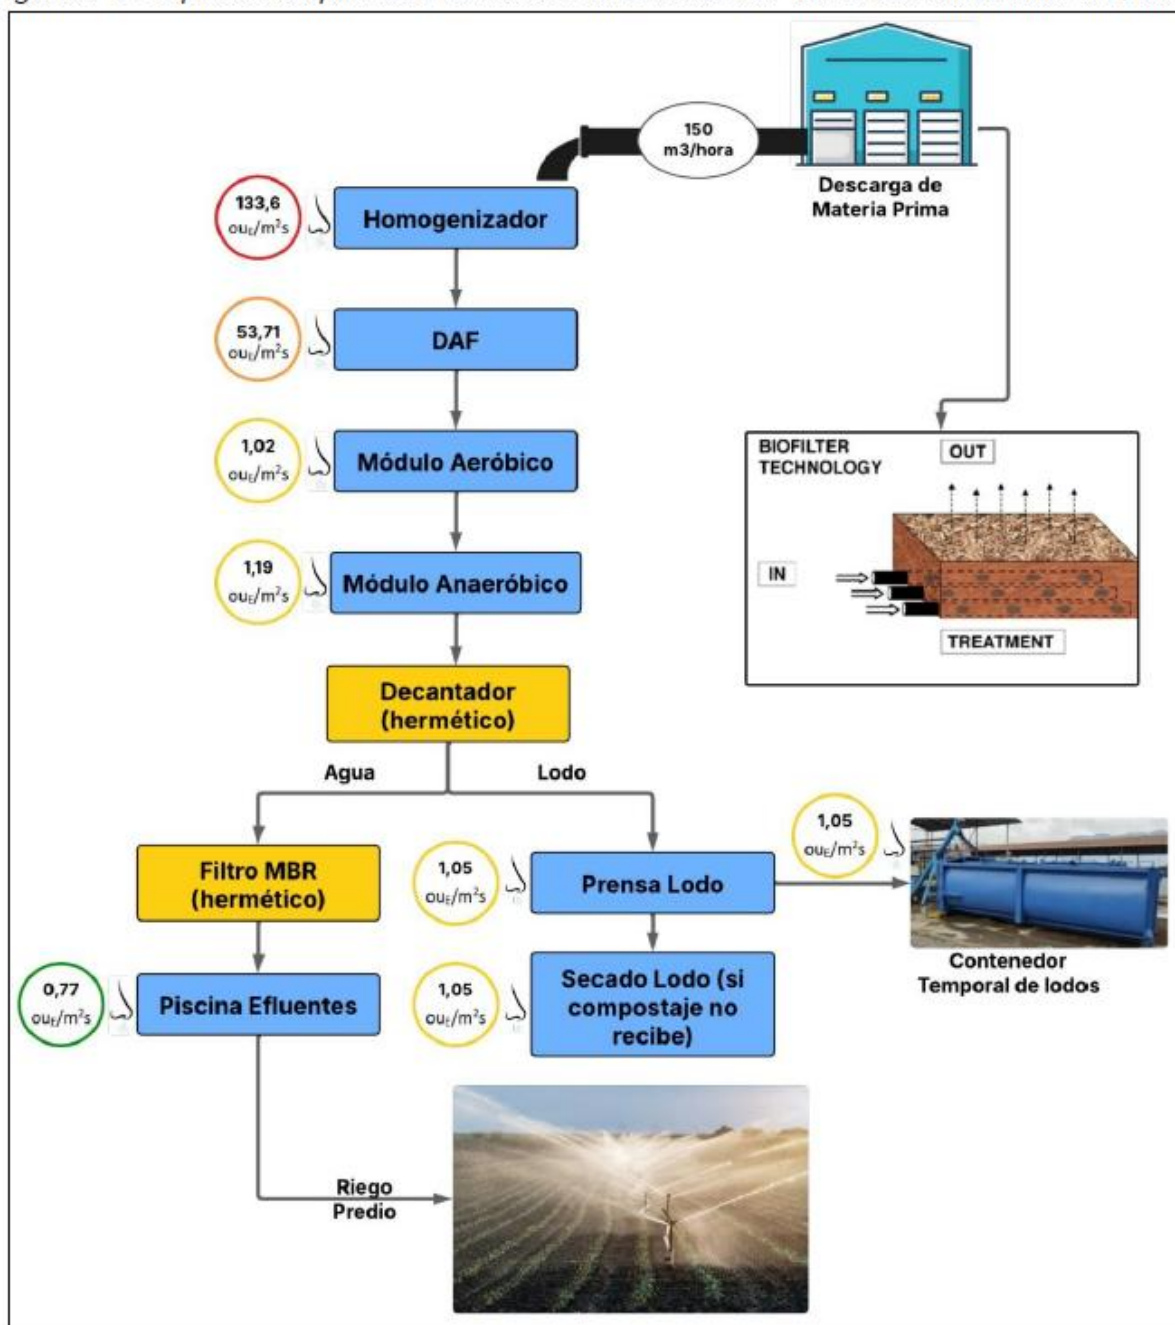 150
m3/hora
Descarga de
Materia Prima
133,6
ouE/m²s
Homogenizador
53,71
ouE/m²s
DAF
1,02
ouE/m²s
Módulo Aeróbico
1,19
ouE/m²s
Módulo Anaeróbico
BIOFILTER
TECHNOLOGY
OUT
IN
TREATMENT
Decantador
(hermético)
Agua
Lodo
Filtro MBR
(hermético)
1,05
ouE/m²s
Prensa Lodo
1,05
ouE/m²s
Contenedor
Temporal de lodos
0,77
ouE/m²s
Piscina Efluentes
1,05
ouE/m²s
Secado Lodo (si
compostaje no
recibe)
Riego
Predio